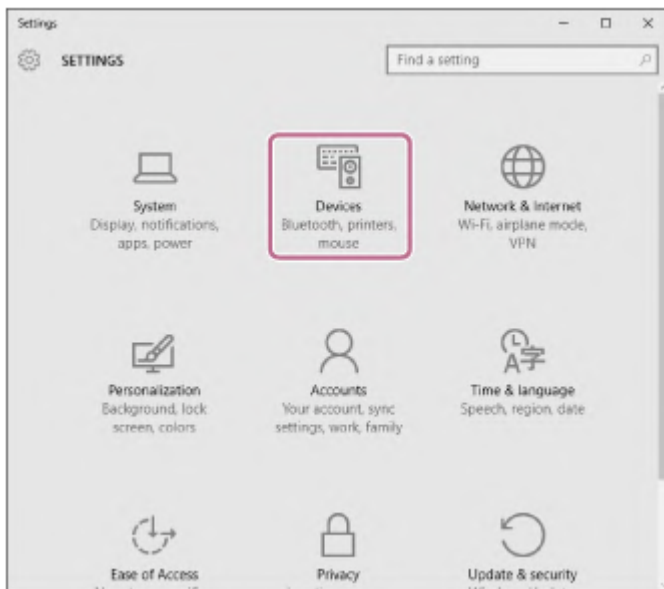 Settings
SETTINGS
Find a setting
System
Display, notifications,
apps, power
Devices
Bluetooth, printers,
mouse
Network & Internet
Wi-Fi, airplane mode,
VPN
A字
Personalization
Background, lock
screen, colors
Accounts
Your account, sync
settings, work, family
Time & language
Speech, region, date
Ease of Access
Privacy
Update & security